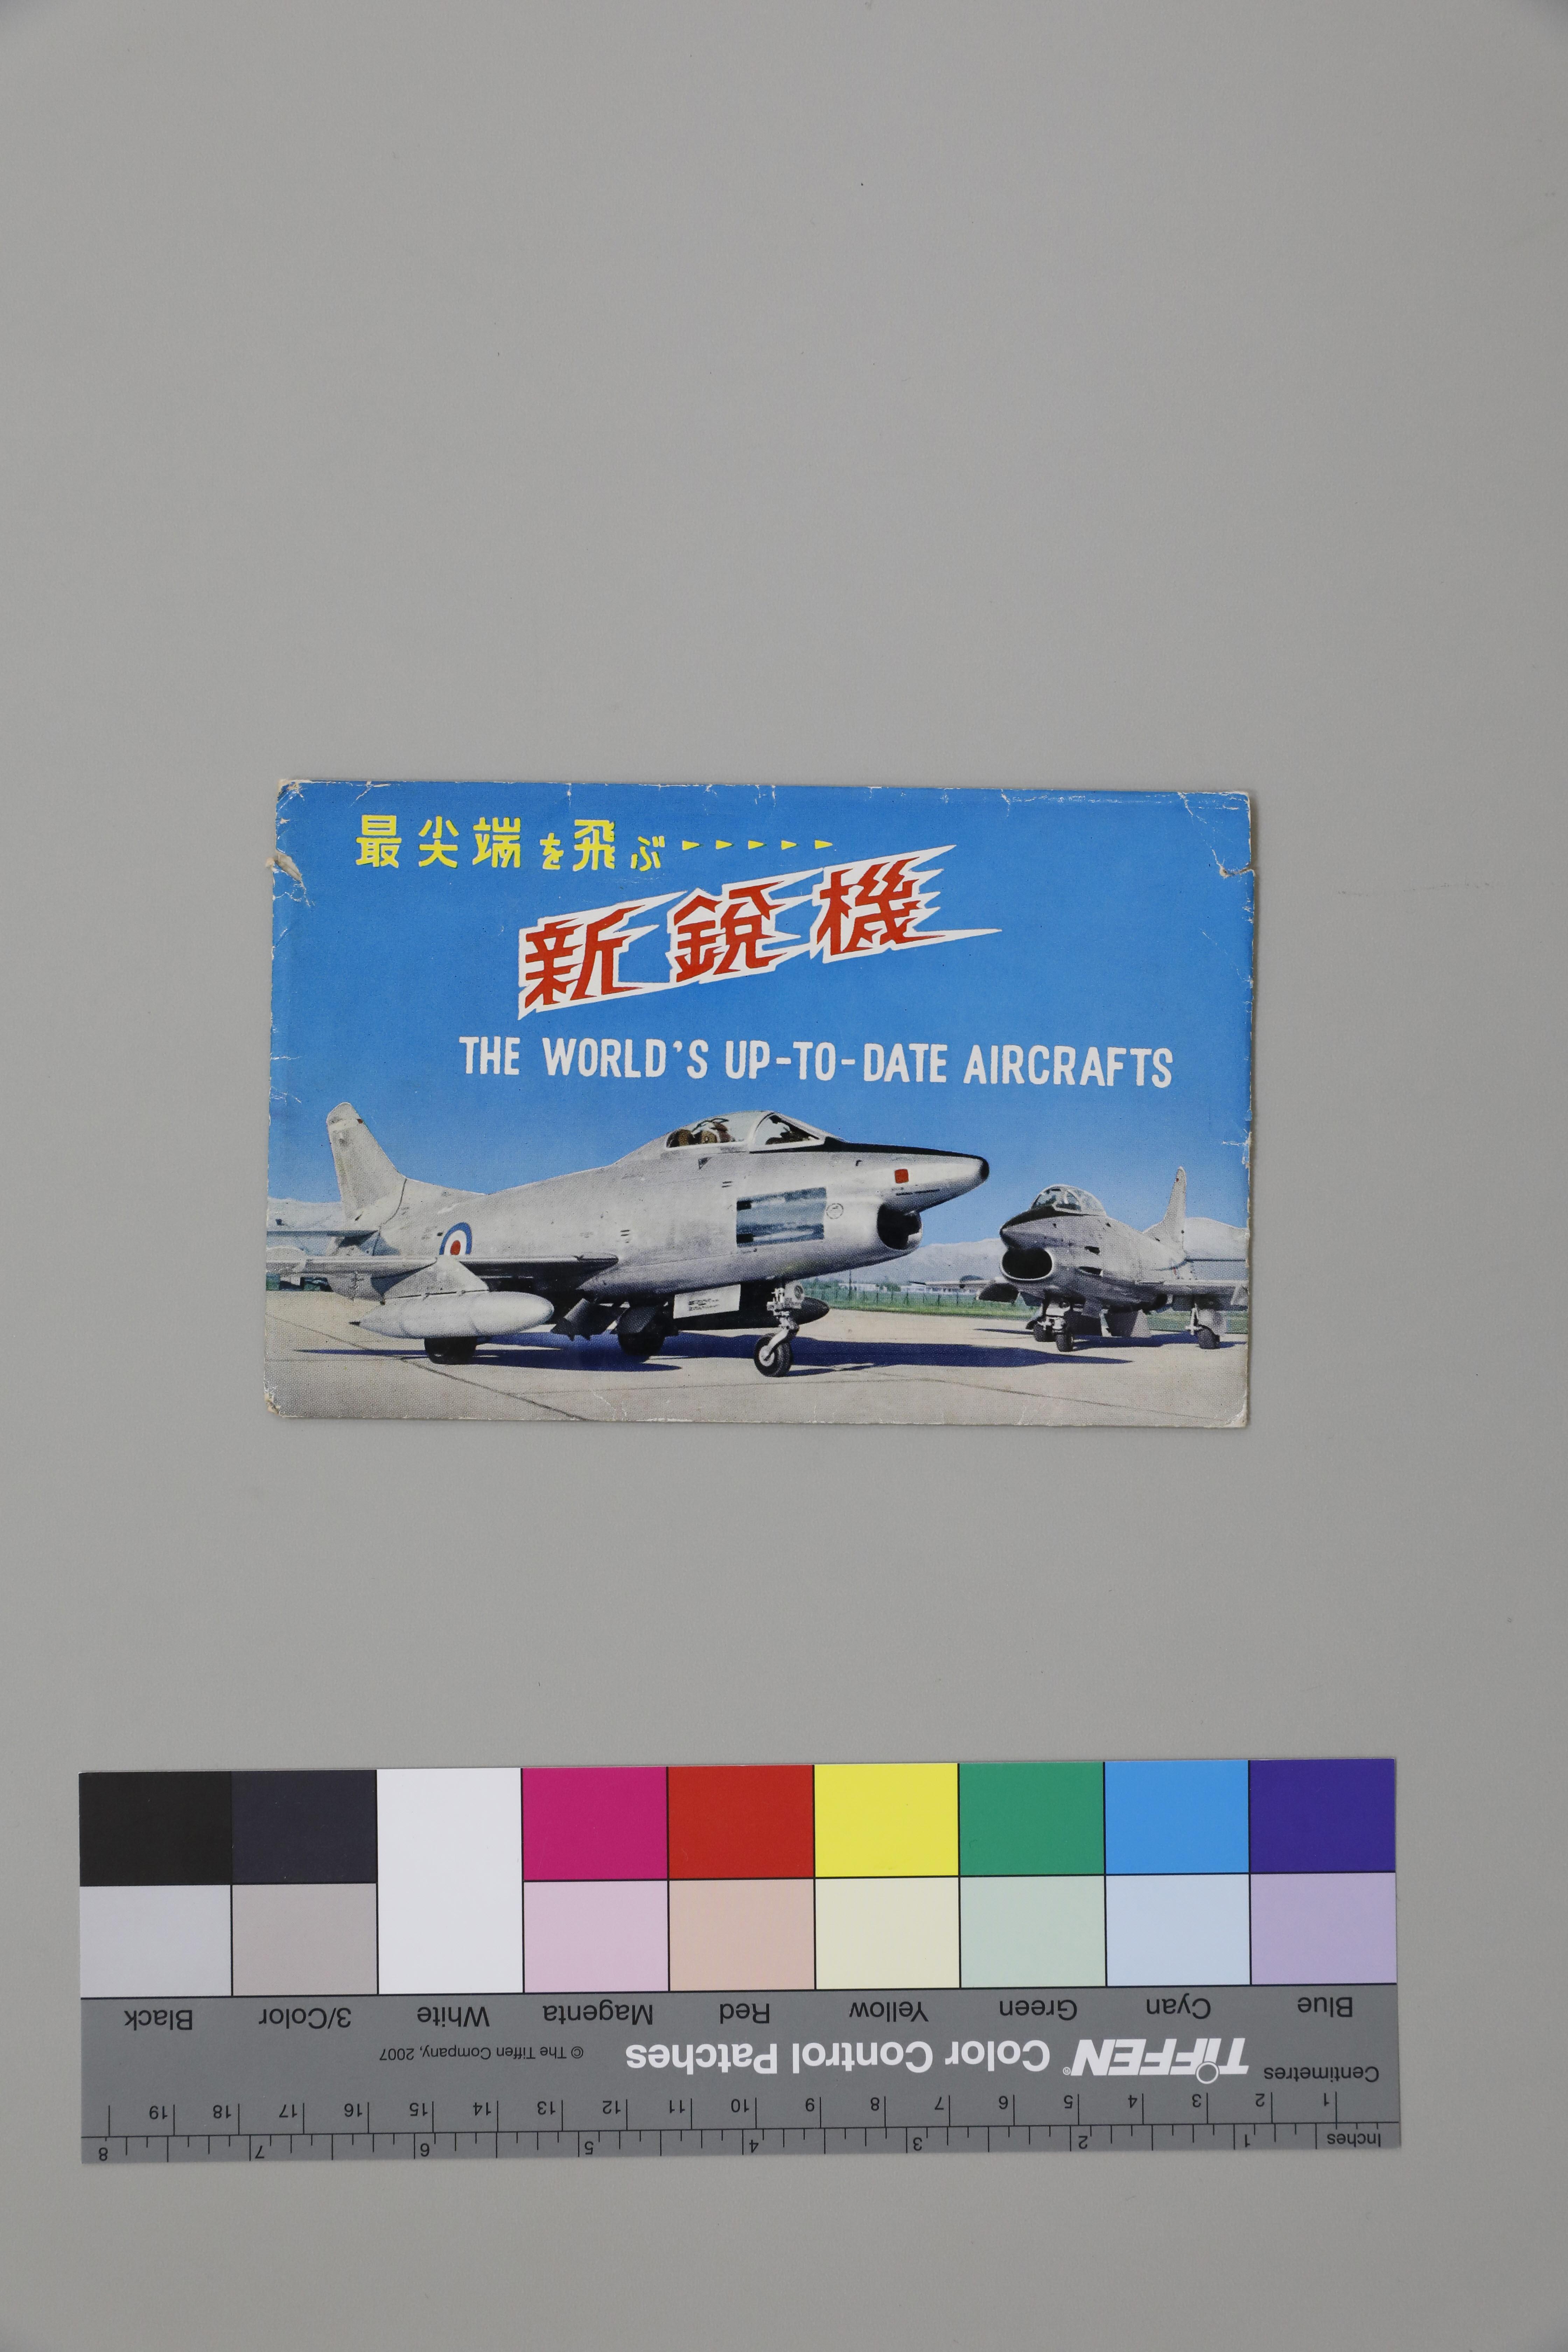 最尖端を飛ぶ
新鋭機
THE WORLD'S UP-TO-DATE AIRCRAFTS
Inches 1 2 3 4 5 6 7 8
1 2 3 4 5 6 7 8 9 10 11 12 13 14 15 16 17 18 19
Centimetres
TIFFEN® Color Control Patches © The Tiffen Company, 2007
Blue Cyan Green Yellow Red Magenta White 3/Color Black